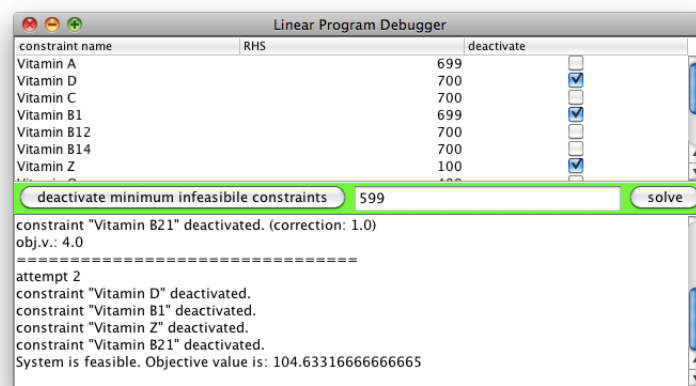 Linear Program Debugger
constraint name RHS deactivate
Vitamin A 699
Vitamin D 700
Vitamin C 700
Vitamin B1 699
Vitamin B12 700
Vitamin B14 700
Vitamin Z 100
deactivate minimum infeasibile constraints 599 solve
constraint "Vitamin B21" deactivated. (correction: 1.0)
obj.v.: 4.0
================================
attempt 2
constraint "Vitamin D" deactivated.
constraint "Vitamin B1" deactivated.
constraint "Vitamin Z" deactivated.
constraint "Vitamin B21" deactivated.
System is feasible. Objective value is: 104.63316666666665